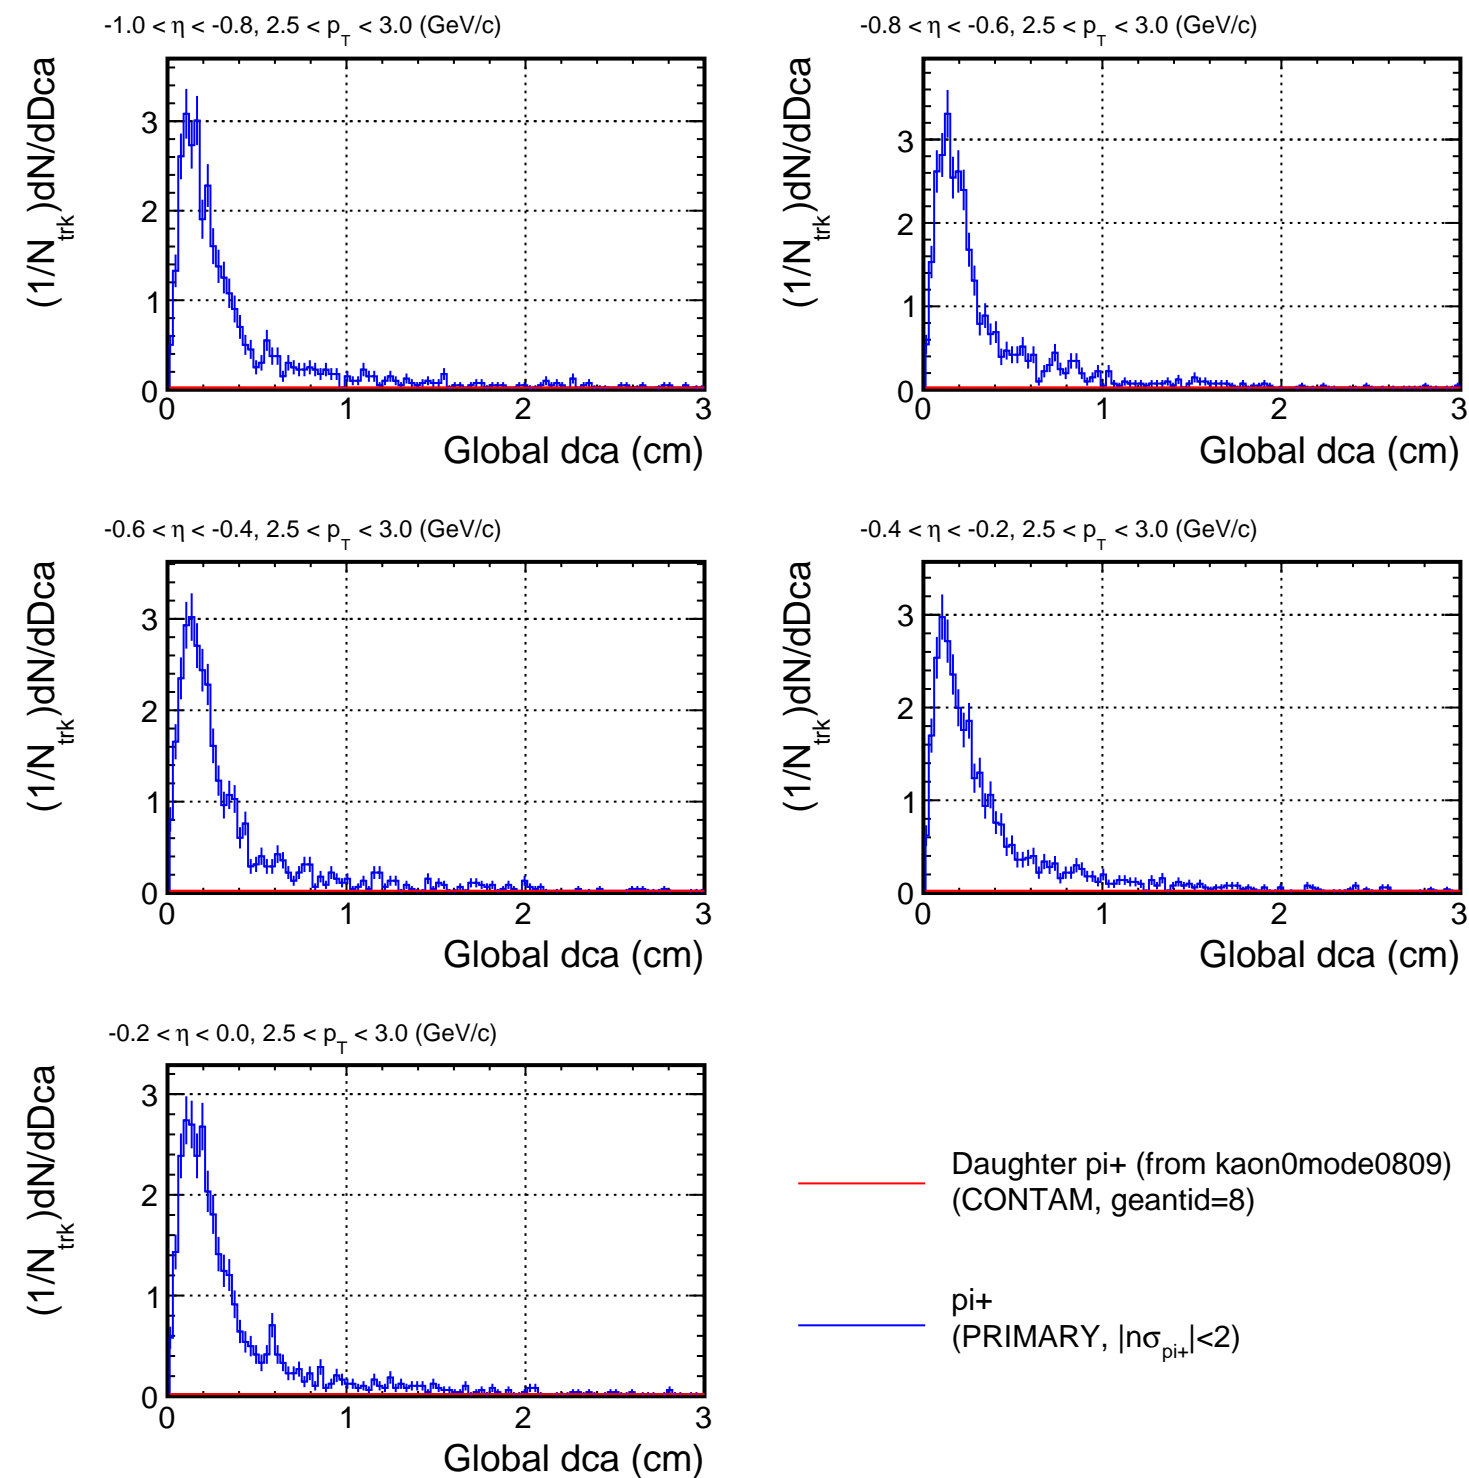 -1.0 < η < -0.8, 2.5 < p_T < 3.0 (GeV/c)
(1/N_trk)dN/dDca
3
2
1
0
0 1 2 3
Global dca (cm)
-0.8 < η < -0.6, 2.5 < p_T < 3.0 (GeV/c)
(1/N_trk)dN/dDca
3
2
1
0
0 1 2 3
Global dca (cm)
-0.6 < η < -0.4, 2.5 < p_T < 3.0 (GeV/c)
(1/N_trk)dN/dDca
3
2
1
0
0 1 2 3
Global dca (cm)
-0.4 < η < -0.2, 2.5 < p_T < 3.0 (GeV/c)
(1/N_trk)dN/dDca
3
2
1
0
0 1 2 3
Global dca (cm)
-0.2 < η < 0.0, 2.5 < p_T < 3.0 (GeV/c)
(1/N_trk)dN/dDca
3
2
1
0
0 1 2 3
Global dca (cm)
Daughter pi+ (from kaon0mode0809)
(CONTAM, geantid=8)
pi+
(PRIMARY, |nσ_pi+|<2)